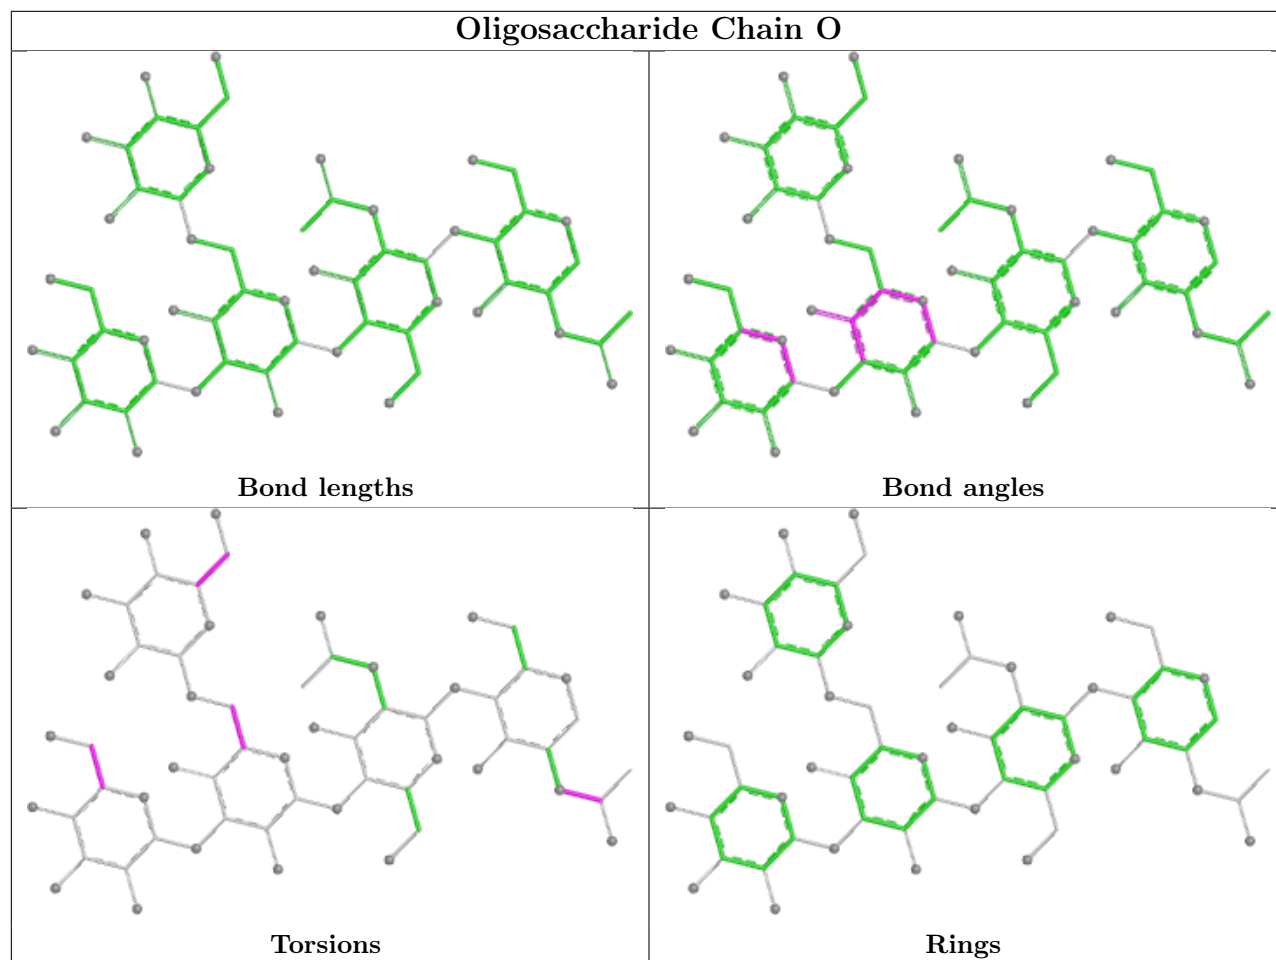 Oligosaccharide Chain O
Bond lengths
Bond angles
Torsions
Rings